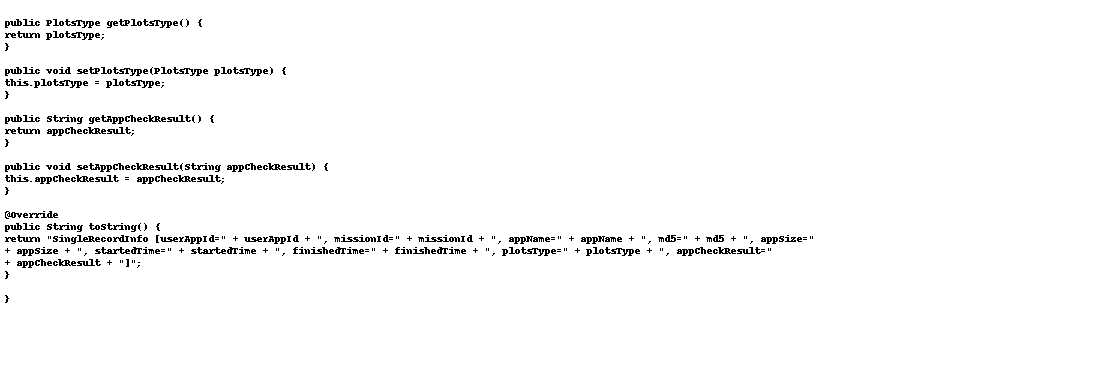 public PlotsType getPlotsType() {
return plotsType;
}
public void setPlotsType(PlotsType plotsType) {
this.plotsType = plotsType;
}
public String getAppCheckResult() {
return appCheckResult;
}
public void setAppCheckResult(String appCheckResult) {
this.appCheckResult = appCheckResult;
}
@Override
public String toString() {
return "SingleRecordInfo [userAppId=" + userAppId + ", missionId=" + missionId + ", appName=" + appName + ", md5=" + md5 + ", appSize="
+ appSize + ", startedTime=" + startedTime + ", finishedTime=" + finishedTime + ", plotsType=" + plotsType + ", appCheckResult="
+ appCheckResult + "]";
}
}